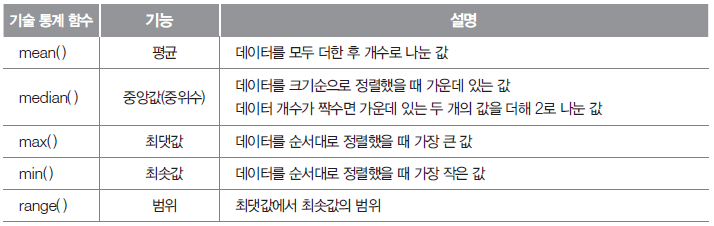 기술 통계 함수 기능 설명
mean( ) 평균 데이터를 모두 더한 후 개수로 나눈 값
median( ) 중앙값(중위수) 데이터를 크기순으로 정렬했을 때 가운데 있는 값
데이터 개수가 짝수면 가운데 있는 두 개의 값을 더해 2로 나눈 값
max( ) 최댓값 데이터를 순서대로 정렬했을 때 가장 큰 값
min( ) 최솟값 데이터를 순서대로 정렬했을 때 가장 작은 값
range( ) 범위 최댓값에서 최솟값의 범위